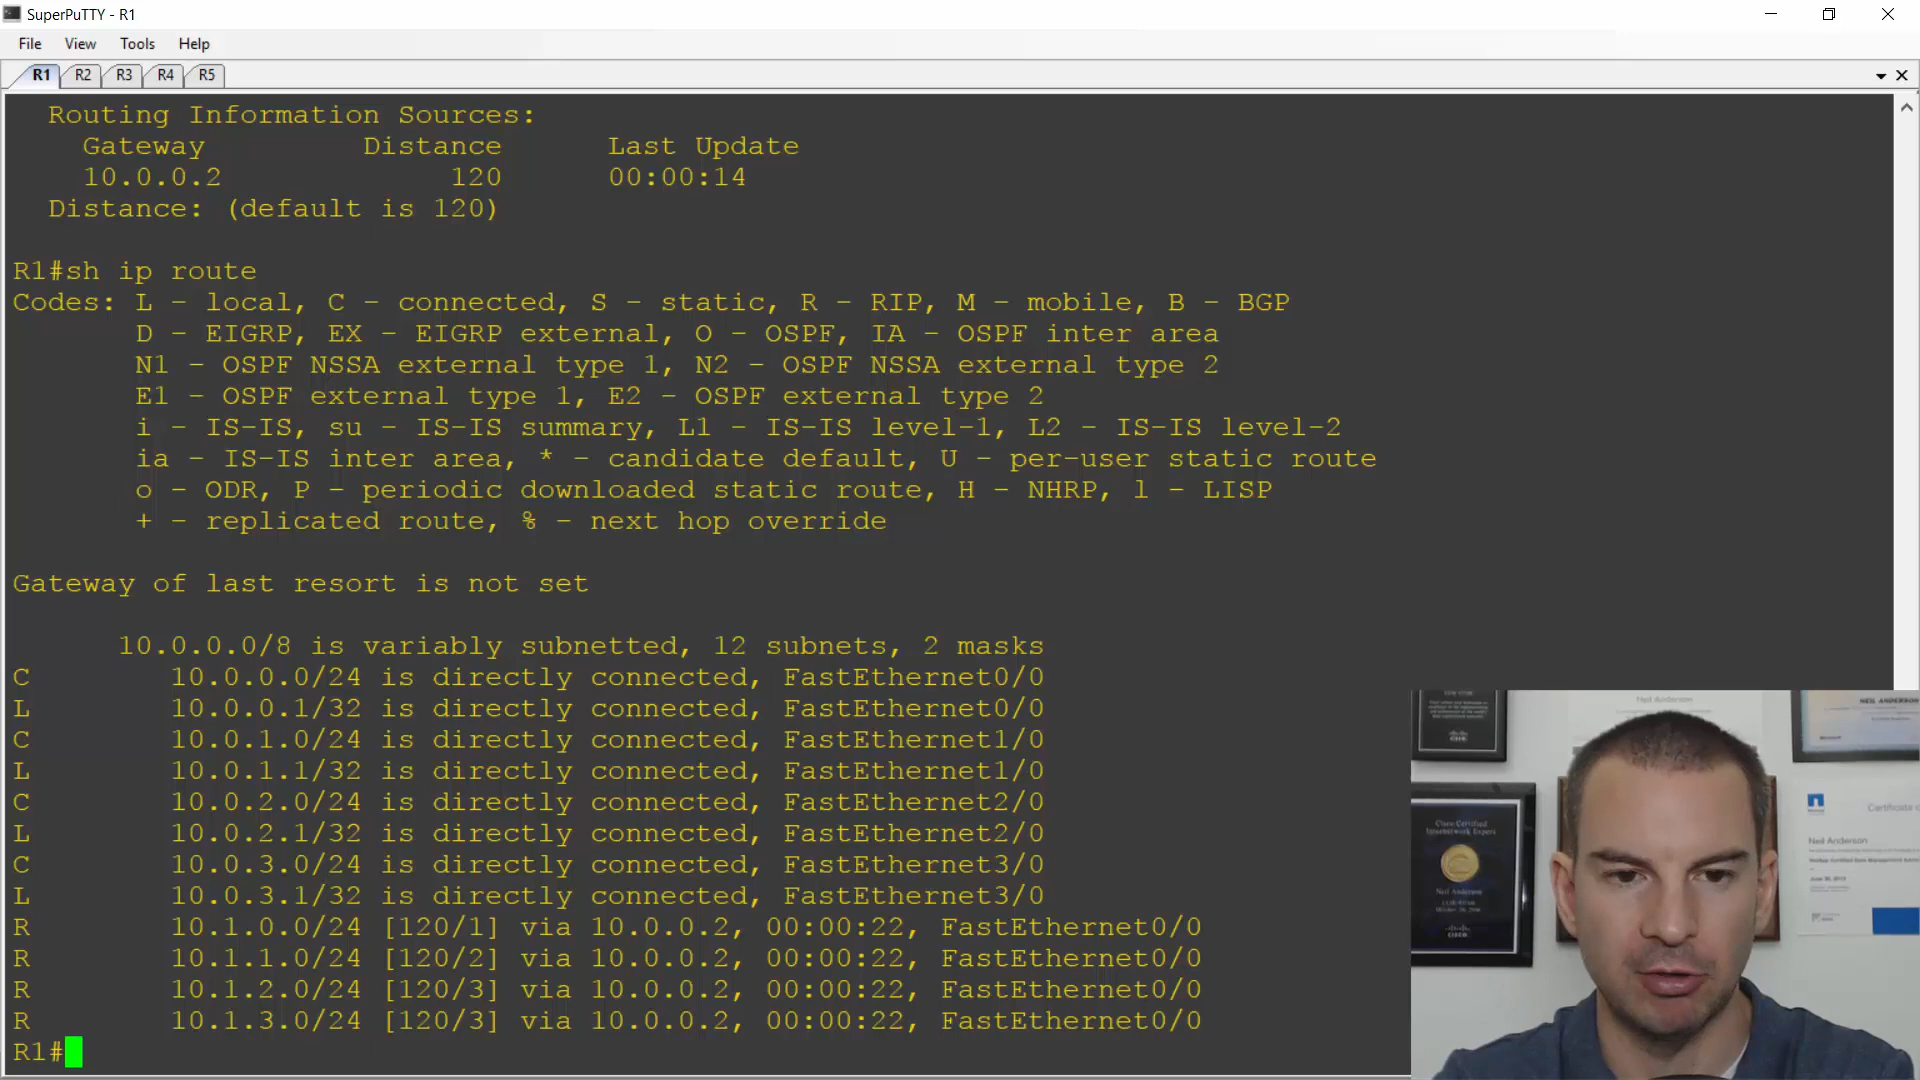 SuperPuTTY - R1
File View Tools Help
R1 R2 R3 R4 R5
Routing Information Sources:
Gateway Distance Last Update
10.0.0.2 120 00:00:14
Distance: (default is 120)
R1#sh ip route
Codes: L - local, C - connected, S - static, R - RIP, M - mobile, B - BGP
D - EIGRP, EX - EIGRP external, O - OSPF, IA - OSPF inter area
N1 - OSPF NSSA external type 1, N2 - OSPF NSSA external type 2
E1 - OSPF external type 1, E2 - OSPF external type 2
i - IS-IS, su - IS-IS summary, L1 - IS-IS level-1, L2 - IS-IS level-2
ia - IS-IS inter area, * - candidate default, U - per-user static route
o - ODR, P - periodic downloaded static route, H - NHRP, l - LISP
+ - replicated route, % - next hop override
Gateway of last resort is not set
10.0.0.0/8 is variably subnetted, 12 subnets, 2 masks
C 10.0.0.0/24 is directly connected, FastEthernet0/0
L 10.0.0.1/32 is directly connected, FastEthernet0/0
C 10.0.1.0/24 is directly connected, FastEthernet1/0
L 10.0.1.1/32 is directly connected, FastEthernet1/0
C 10.0.2.0/24 is directly connected, FastEthernet2/0
L 10.0.2.1/32 is directly connected, FastEthernet2/0
C 10.0.3.0/24 is directly connected, FastEthernet3/0
L 10.0.3.1/32 is directly connected, FastEthernet3/0
R 10.1.0.0/24 [120/1] via 10.0.0.2, 00:00:22, FastEthernet0/0
R 10.1.1.0/24 [120/2] via 10.0.0.2, 00:00:22, FastEthernet0/0
R 10.1.2.0/24 [120/3] via 10.0.0.2, 00:00:22, FastEthernet0/0
R 10.1.3.0/24 [120/3] via 10.0.0.2, 00:00:22, FastEthernet0/0
R1#
Neil Anderson
NEIL ANDERSON
Cisco Certified
Internetwork Expert
Neil Anderson
Certificate
Neil Anderson